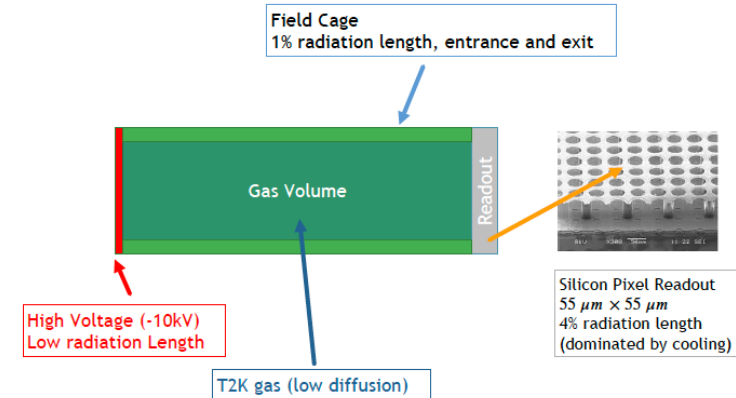 Field Cage
1% radiation length, entrance and exit
Gas Volume
Readout
High Voltage (-10kV)
Low radiation Length
T2K gas (low diffusion)
Silicon Pixel Readout
55 μm × 55 μm
4% radiation length
(dominated by cooling)